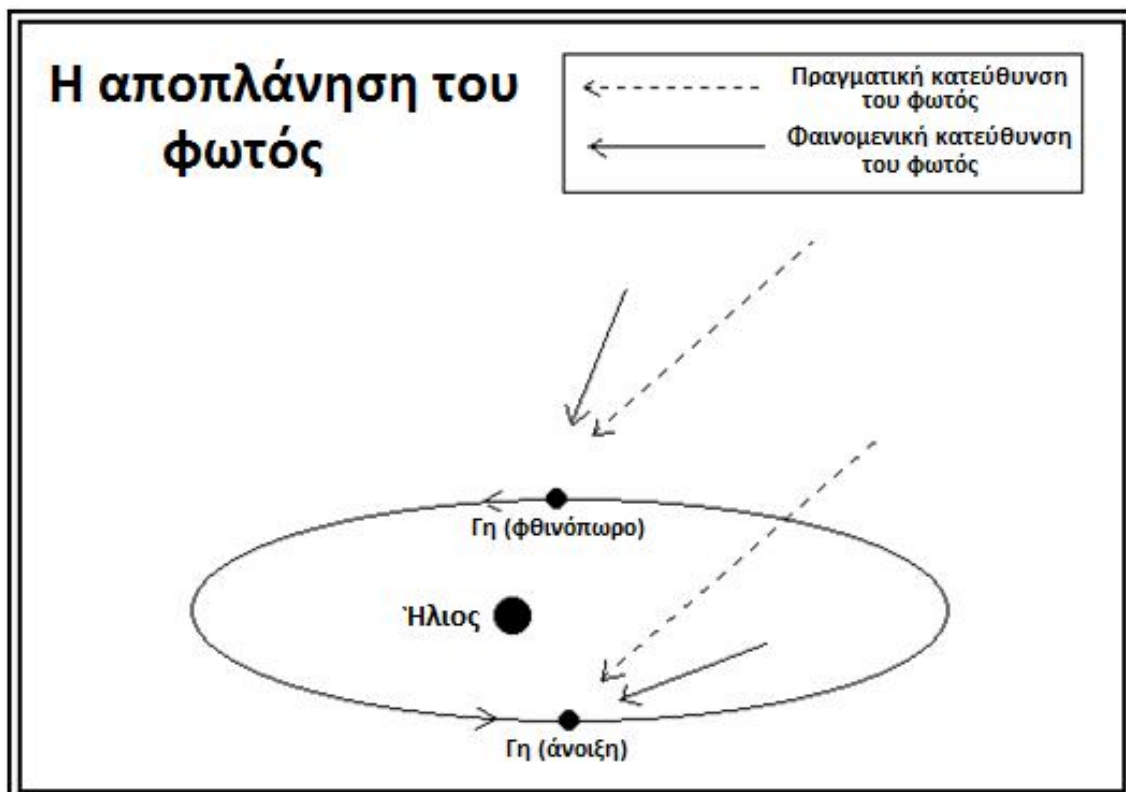 Η αποπλάνηση του
φωτός
Πραγματική κατεύθυνση
του φωτός
Φαινομενική κατεύθυνση
του φωτός
Γη (φθινόπωρο)
Ήλιος
Γη (άνοιξη)